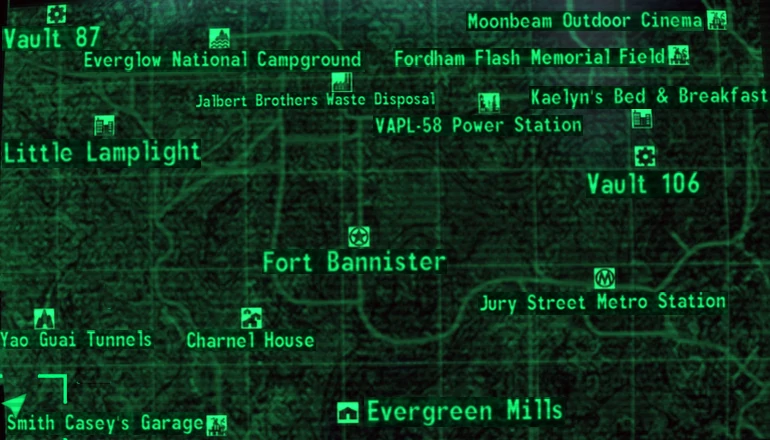 Moonbeam Outdoor Cinema
Vault 87
Everglow National Campground
Fordham Flash Memorial Field
Jalbert Brothers Waste Disposal
Kaelyn's Bed & Breakfast
VAPL-58 Power Station
Little Lamplight
Vault 106
Fort Bannister
Jury Street Metro Station
Yao Guai Tunnels
Charnel House
Evergreen Mills
Smith Casey's Garage